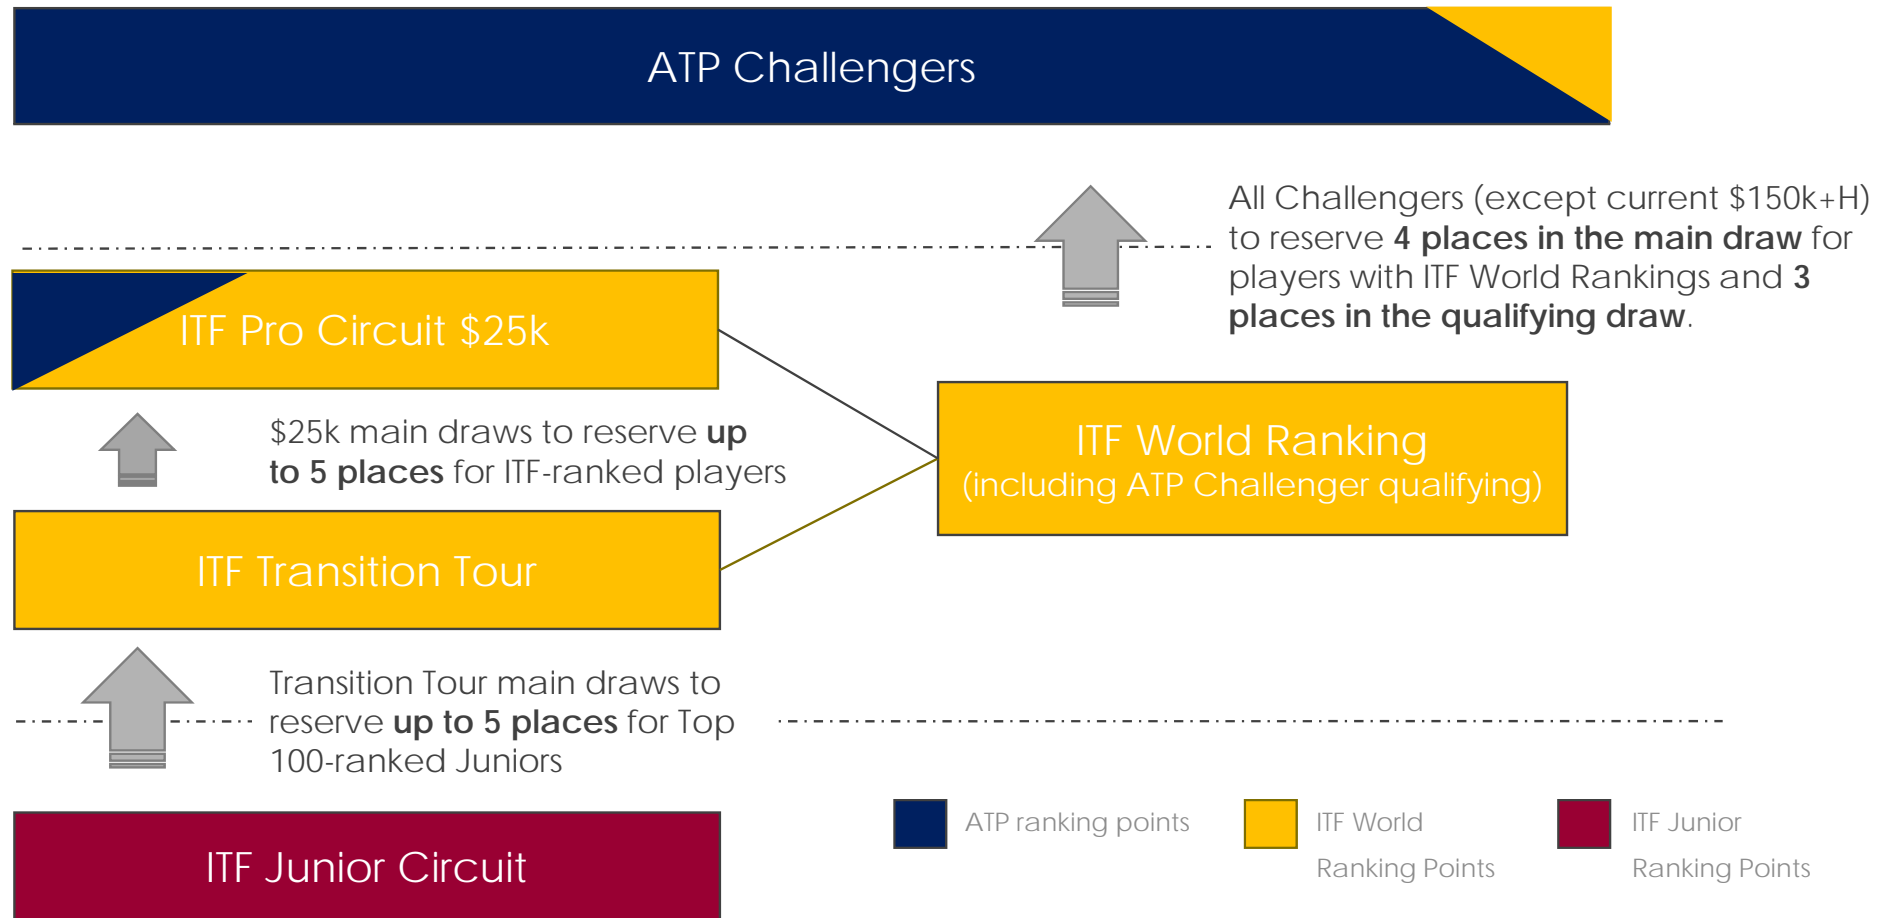 ATP Challengers
All Challengers (except current $150k+H)
to reserve 4 places in the main draw for
players with ITF World Rankings and 3
places in the qualifying draw.
ITF Pro Circuit $25k
$25k main draws to reserve up
to 5 places for ITF-ranked players
ITF World Ranking
(including ATP Challenger qualifying)
ITF Transition Tour
Transition Tour main draws to
reserve up to 5 places for Top
100-ranked Juniors
ITF Junior Circuit
ATP ranking points
ITF World
Ranking Points
ITF Junior
Ranking Points